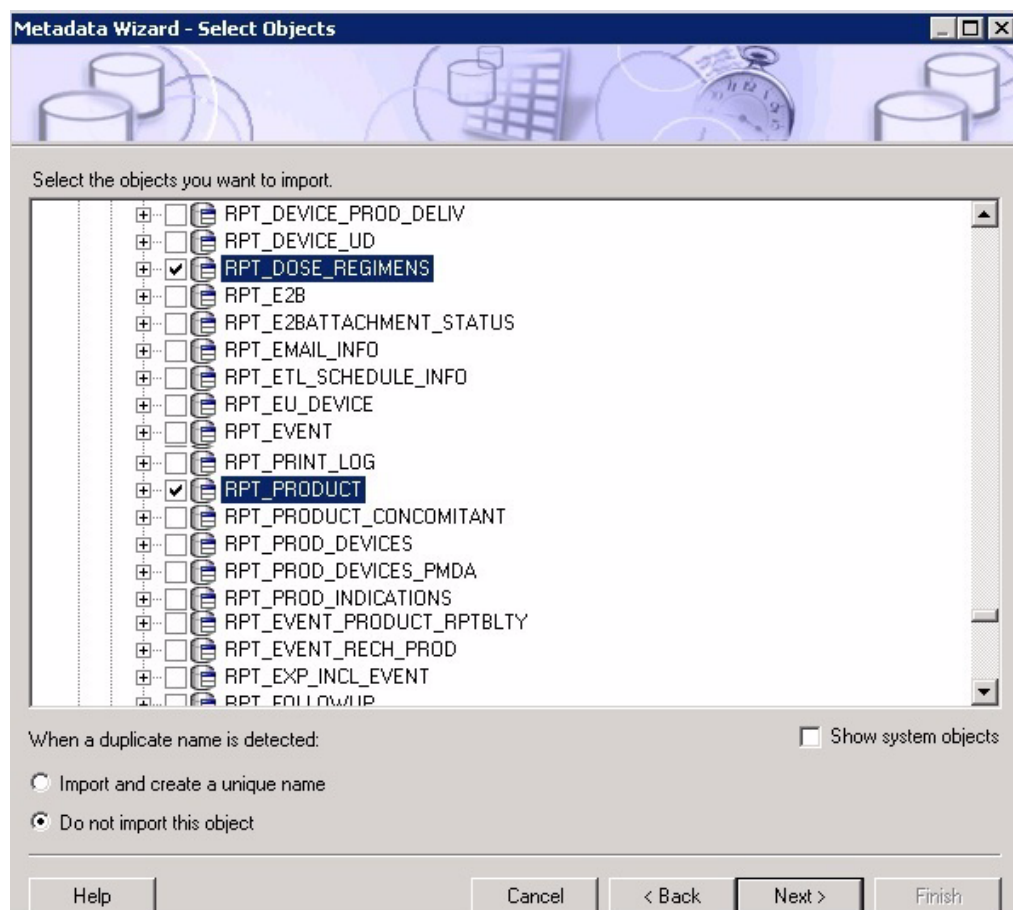 Metadata Wizard - Select Objects
Select the objects you want to import.
RPT_DEVICE_PROD_DELIV
RPT_DEVICE_UD
RPT_DOSE_REGIMENS
RPT_E2B
RPT_E2BATTACHMENT_STATUS
RPT_EMAIL_INFO
RPT_ETL_SCHEDULE_INFO
RPT_EU_DEVICE
RPT_EVENT
RPT_PRINT_LOG
RPT_PRODUCT
RPT_PRODUCT_CONCOMITANT
RPT_PROD_DEVICES
RPT_PROD_DEVICES_PMDA
RPT_PROD_INDICATIONS
RPT_EVENT_PRODUCT_RPTBLTY
RPT_EVENT_RECH_PROD
RPT_EXP_INCL_EVENT
RPT_FOLLOWUP
When a duplicate name is detected:
Show system objects
Import and create a unique name
Do not import this object
Help Cancel < Back Next > Finish